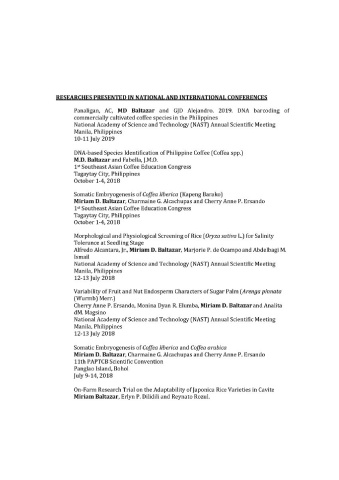 RESEARCHES PRESENTED IN NATIONAL AND INTERNATIONAL CONFERENCES
Panaligan, AC, MD Baltazar and GJD Alejandro. 2019. DNA barcoding of
commercially cultivated coffee species in the Philippines
National Academy of Science and Technology (NAST) Annual Scientific Meeting
Manila, Philippines
10-11 July 2019
DNA-based Species Identification of Philippine Coffee (Coffea spp.)
M.D. Baltazar and Fabella, J.M.D.
1st Southeast Asian Coffee Education Congress
Tagaytay City, Philippines
October 1-4, 2018
Somatic Embryogenesis of Coffea liberica (Kapeng Barako)
Miriam D. Baltazar, Charmaine G. Alcachupas and Cherry Anne P. Ersando
1st Southeast Asian Coffee Education Congress
Tagaytay City, Philippines
October 1-4, 2018
Morphological and Physiological Screening of Rice (Oryza sativa L.) for Salinity
Tolerance at Seedling Stage
Alfredo Alcantara, Jr., Miriam D. Baltazar, Marjorie P. de Ocampo and Abdelbagi M.
Ismail
National Academy of Science and Technology (NAST) Annual Scientific Meeting
Manila, Philippines
12-13 July 2018
Variability of Fruit and Nut Endosperm Characters of Sugar Palm (Arenga pinnata
(Wurmb) Merr.)
Cherry Anne P. Ersando, Monina Dyan R. Elumba, Miriam D. Baltazar and Analita
dM. Magsino
National Academy of Science and Technology (NAST) Annual Scientific Meeting
Manila, Philippines
12-13 July 2018
Somatic Embryogenesis of Coffea liberica and Coffea arabica
Miriam D. Baltazar, Charmaine G. Alcachupas and Cherry Anne P. Ersando
11th PAPTCB Scientific Convention
Panglao Island, Bohol
July 9-14, 2018
On-Farm Research Trial on the Adaptability of Japonica Rice Varieties in Cavite
Miriam Baltazar, Erlyn P. Dilidili and Reynato Rozul.